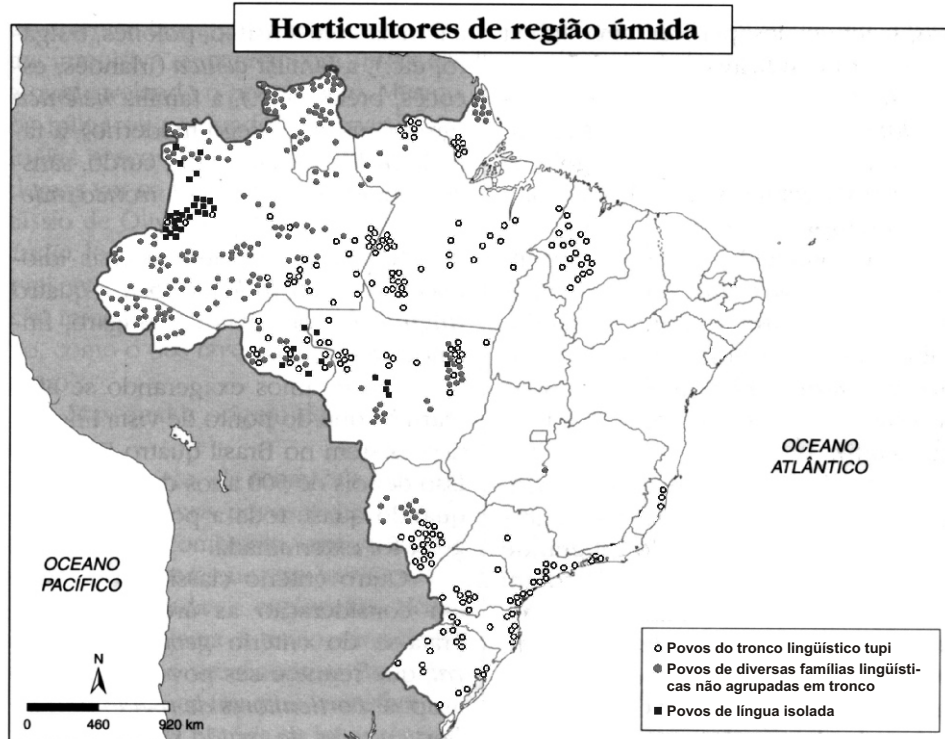 Horticultores de região úmida
OCEANO
ATLÂNTICO
OCEANO
PACÍFICO
N
0 460 920 km
Povos do tronco lingüístico tupi
Povos de diversas famílias lingüísti-
cas não agrupadas em tronco
Povos de língua isolada